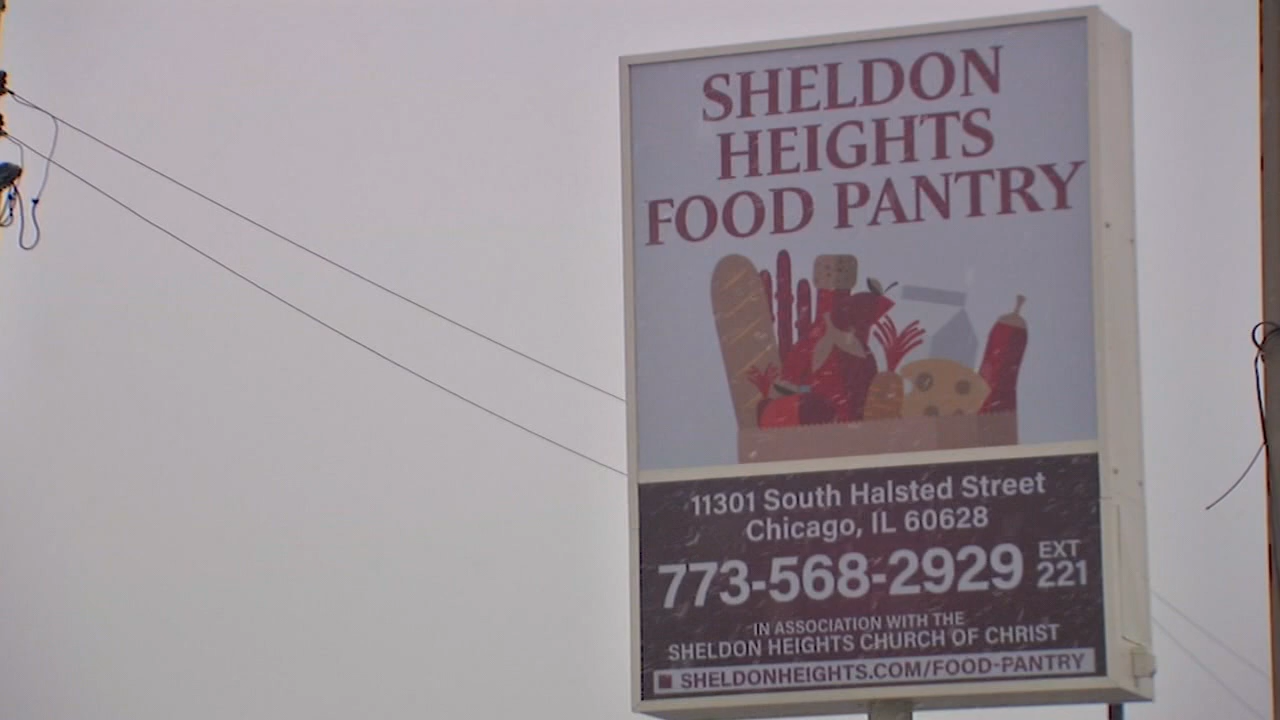 SHELDON
HEIGHTS
FOOD PANTRY
11301 South Halsted Street
Chicago, IL 60628
773-568-2929 EXT 221
IN ASSOCIATION WITH THE
SHELDON HEIGHTS CHURCH OF CHRIST
SHELDONHEIGHTS.COM/FOOD-PANTRY